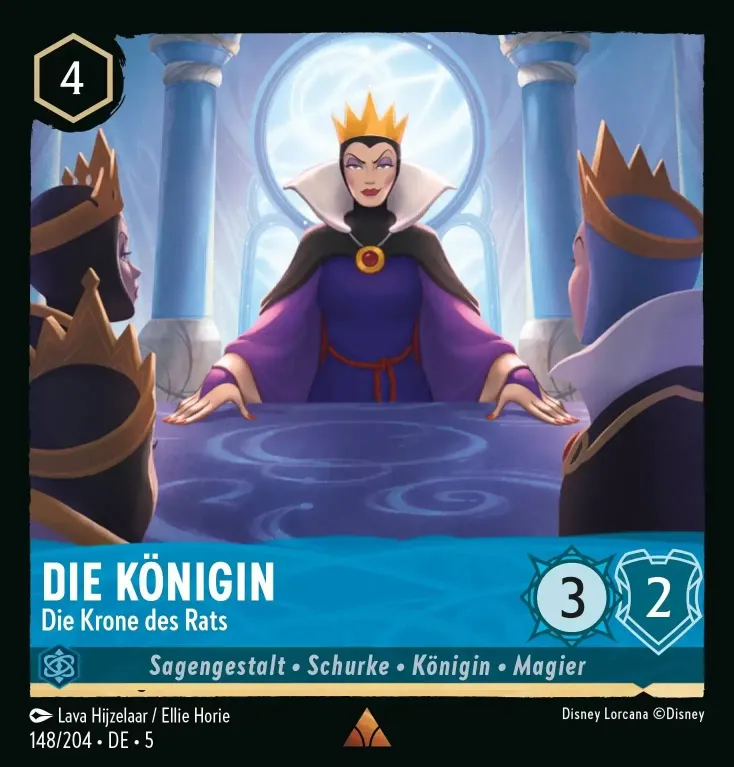 4
DIE KÖNIGIN
Die Krone des Rats
3
2
Sagengestalt • Schurke • Königin • Magier
Lava Hijzelaar / Ellie Horie
Disney Lorcana ©Disney
148/204 • DE • 5